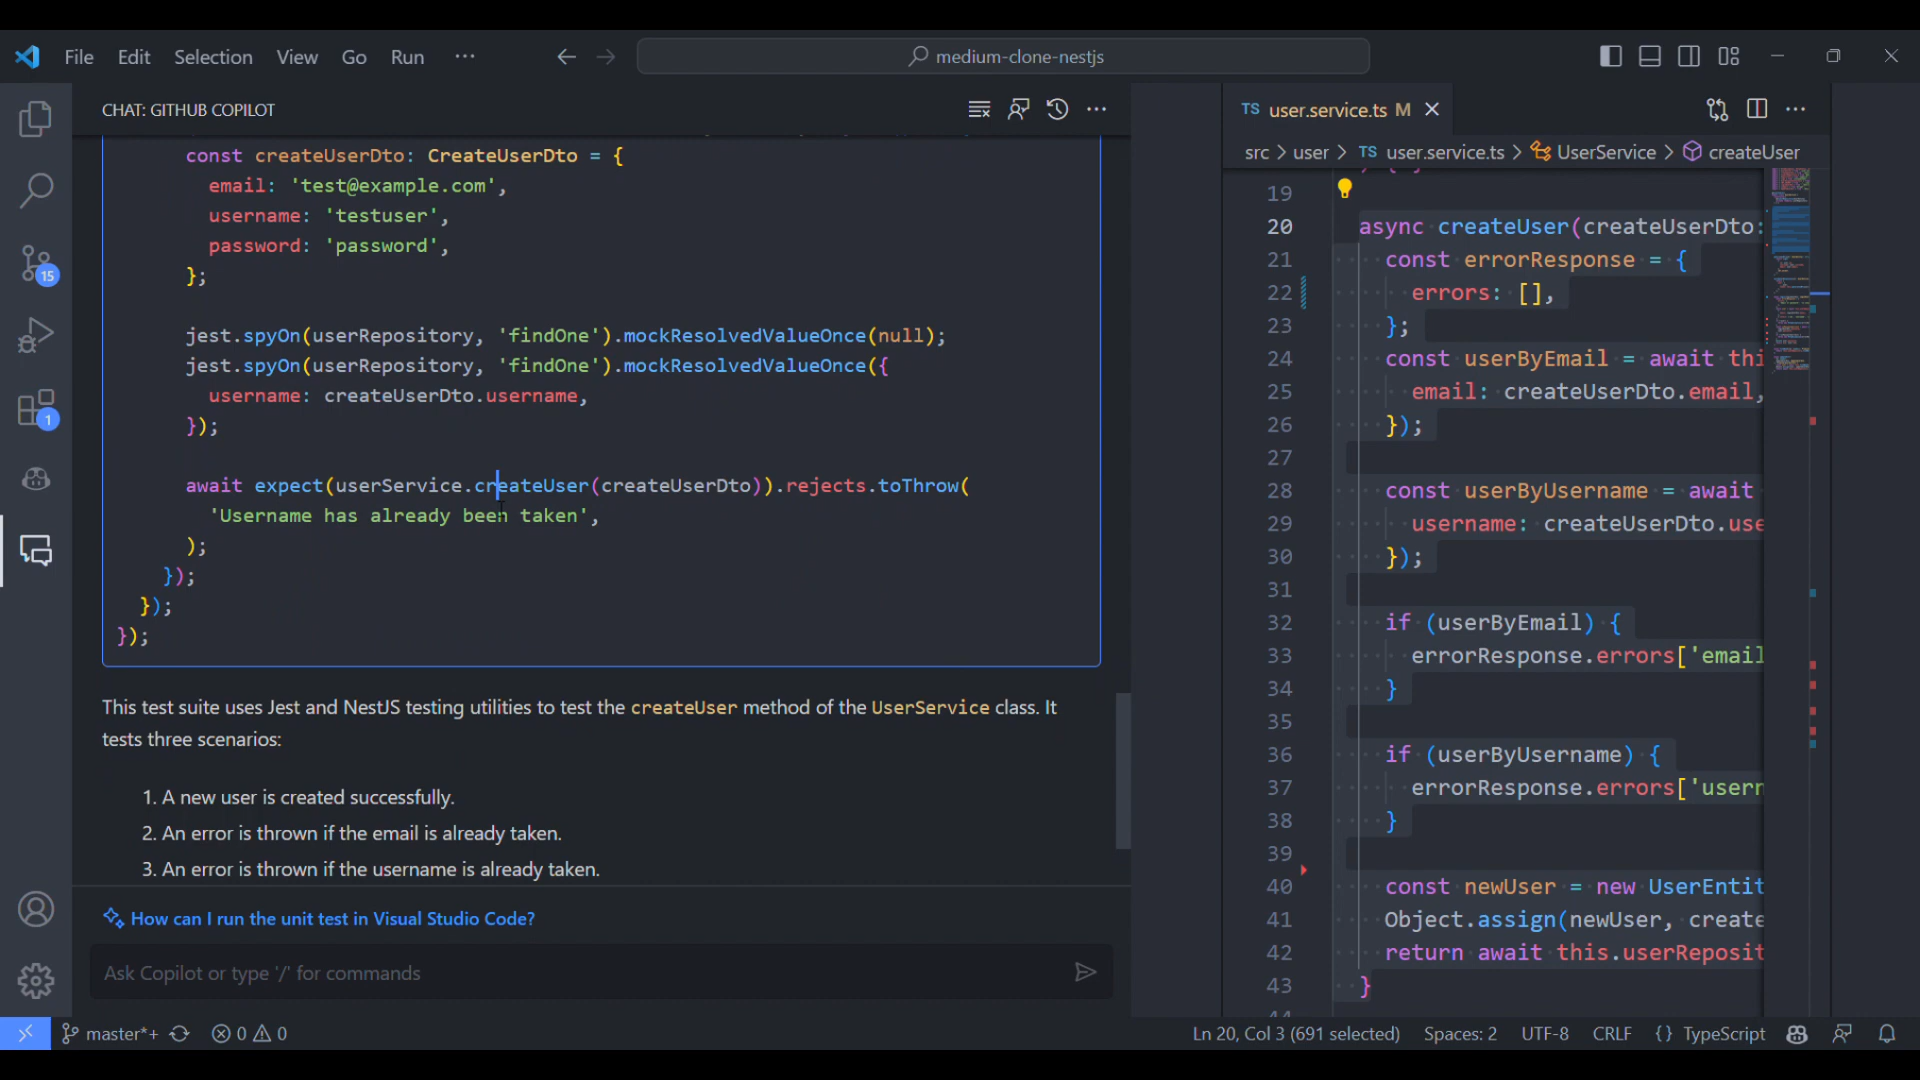 File Edit Selection View Go Run ···
medium-clone-nestjs
CHAT: GITHUB COPILOT
const createUserDto: CreateUserDto = {
email: 'test@example.com',
username: 'testuser',
password: 'password',
};
jest.spyOn(userRepository, 'findOne').mockResolvedValueOnce(null);
jest.spyOn(userRepository, 'findOne').mockResolvedValueOnce({
username: createUserDto.username,
});
await expect(userService.createUser(createUserDto)).rejects.toThrow(
'Username has already been taken',
);
});
});
});
This test suite uses Jest and NestJS testing utilities to test the createUser method of the UserService class. It
tests three scenarios:
1. A new user is created successfully.
2. An error is thrown if the email is already taken.
3. An error is thrown if the username is already taken.
How can I run the unit test in Visual Studio Code?
Ask Copilot or type '/' for commands
15
1
TS user.service.ts M
src > user > TS user.service.ts > UserService > createUser
19
20 async createUser(createUserDto:
21 const errorResponse = {
22 errors: [],
23 };
24 const userByEmail = await thi
25 email: createUserDto.email,
26 });
27
28 const userByUsername = await
29 username: createUserDto.use
30 });
31
32 if (userByEmail) {
33 errorResponse.errors['email
34 }
35
36 if (userByUsername) {
37 errorResponse.errors['usern
38 }
39
40 const newUser = new UserEntit
41 Object.assign(newUser, create
42 return await this.userReposit
43 }
master*+ 0 0 Ln 20, Col 3 (691 selected) Spaces: 2 UTF-8 CRLF {} TypeScript